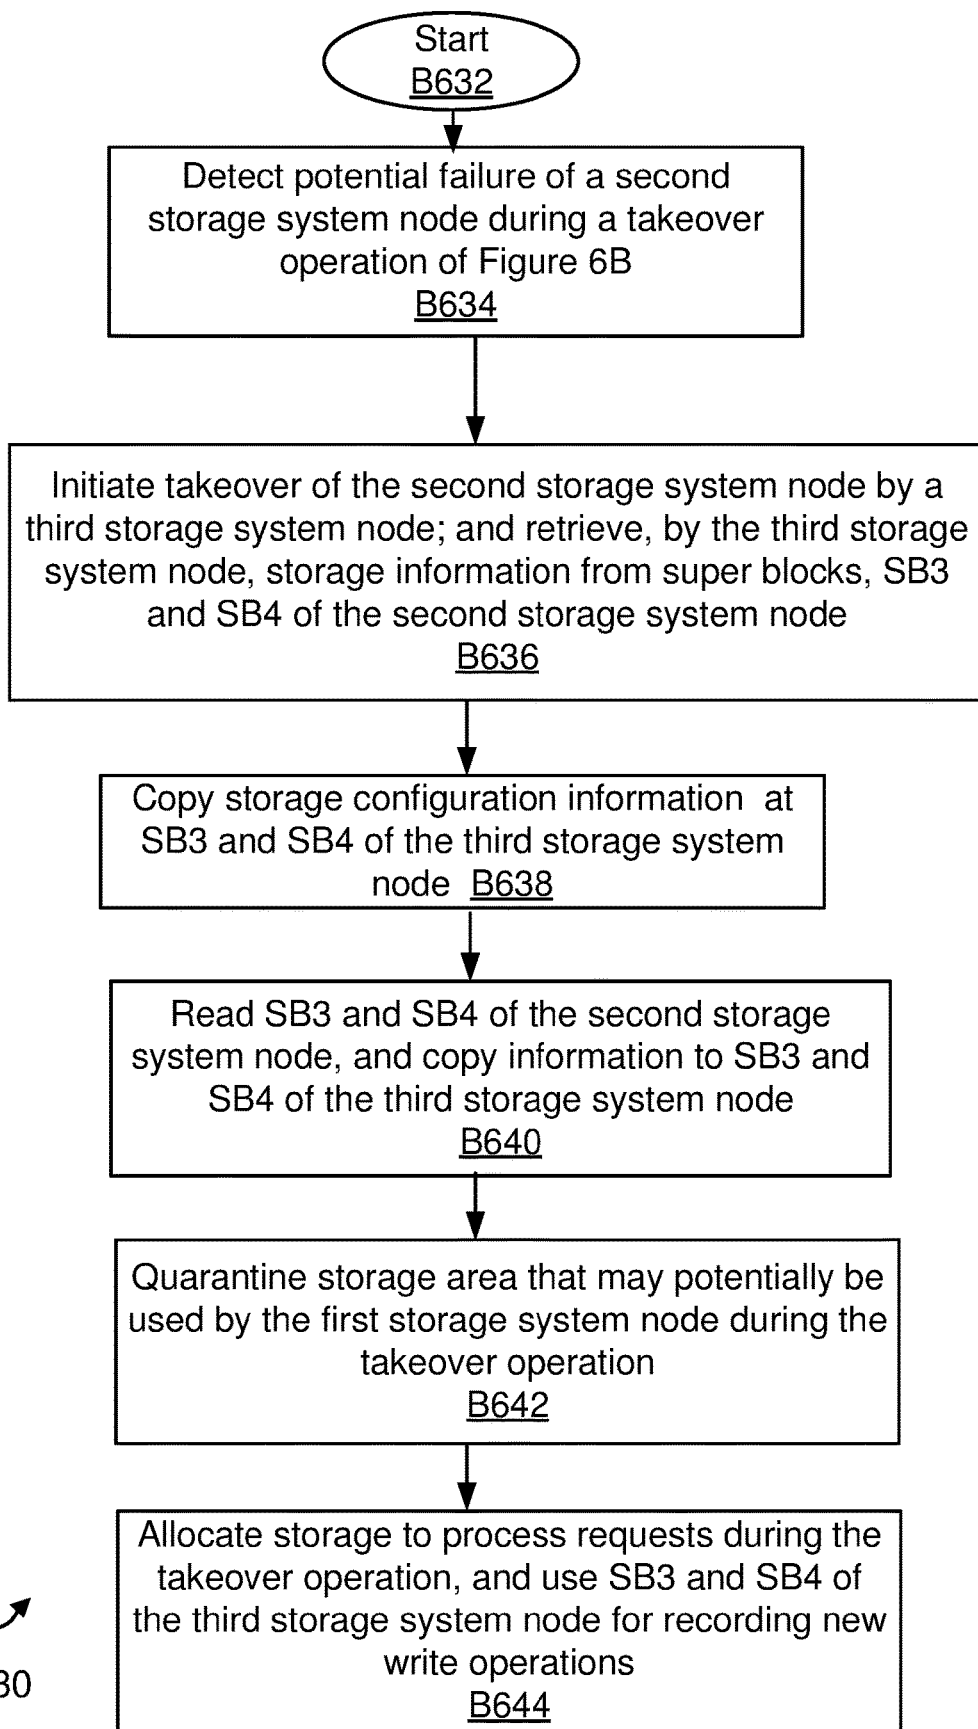 Start
B632
Detect potential failure of a second
storage system node during a takeover
operation of Figure 6B
B634
Initiate takeover of the second storage system node by a
third storage system node; and retrieve, by the third storage
system node, storage information from super blocks, SB3
and SB4 of the second storage system node
B636
Copy storage configuration information at
SB3 and SB4 of the third storage system
node B638
Read SB3 and SB4 of the second storage
system node, and copy information to SB3 and
SB4 of the third storage system node
B640
Quarantine storage area that may potentially be
used by the first storage system node during the
takeover operation
B642
Allocate storage to process requests during the
takeover operation, and use SB3 and SB4 of
the third storage system node for recording new
write operations
B644